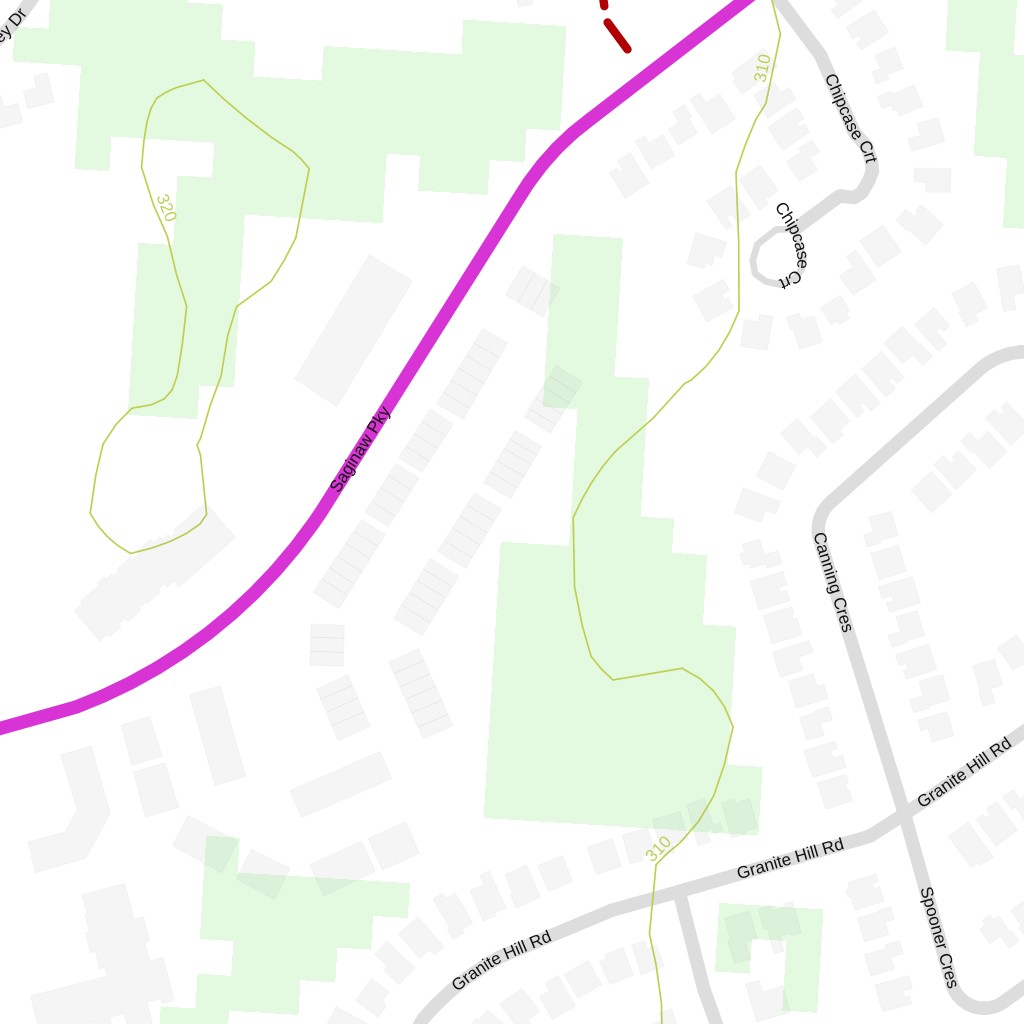 ey Dr
310
Chipcase Crt
320
Chipcase Crt
Saginaw Pky
Canning Cres
Granite Hill Rd
310
Granite Hill Rd
Spooner Cres
Granite Hill Rd